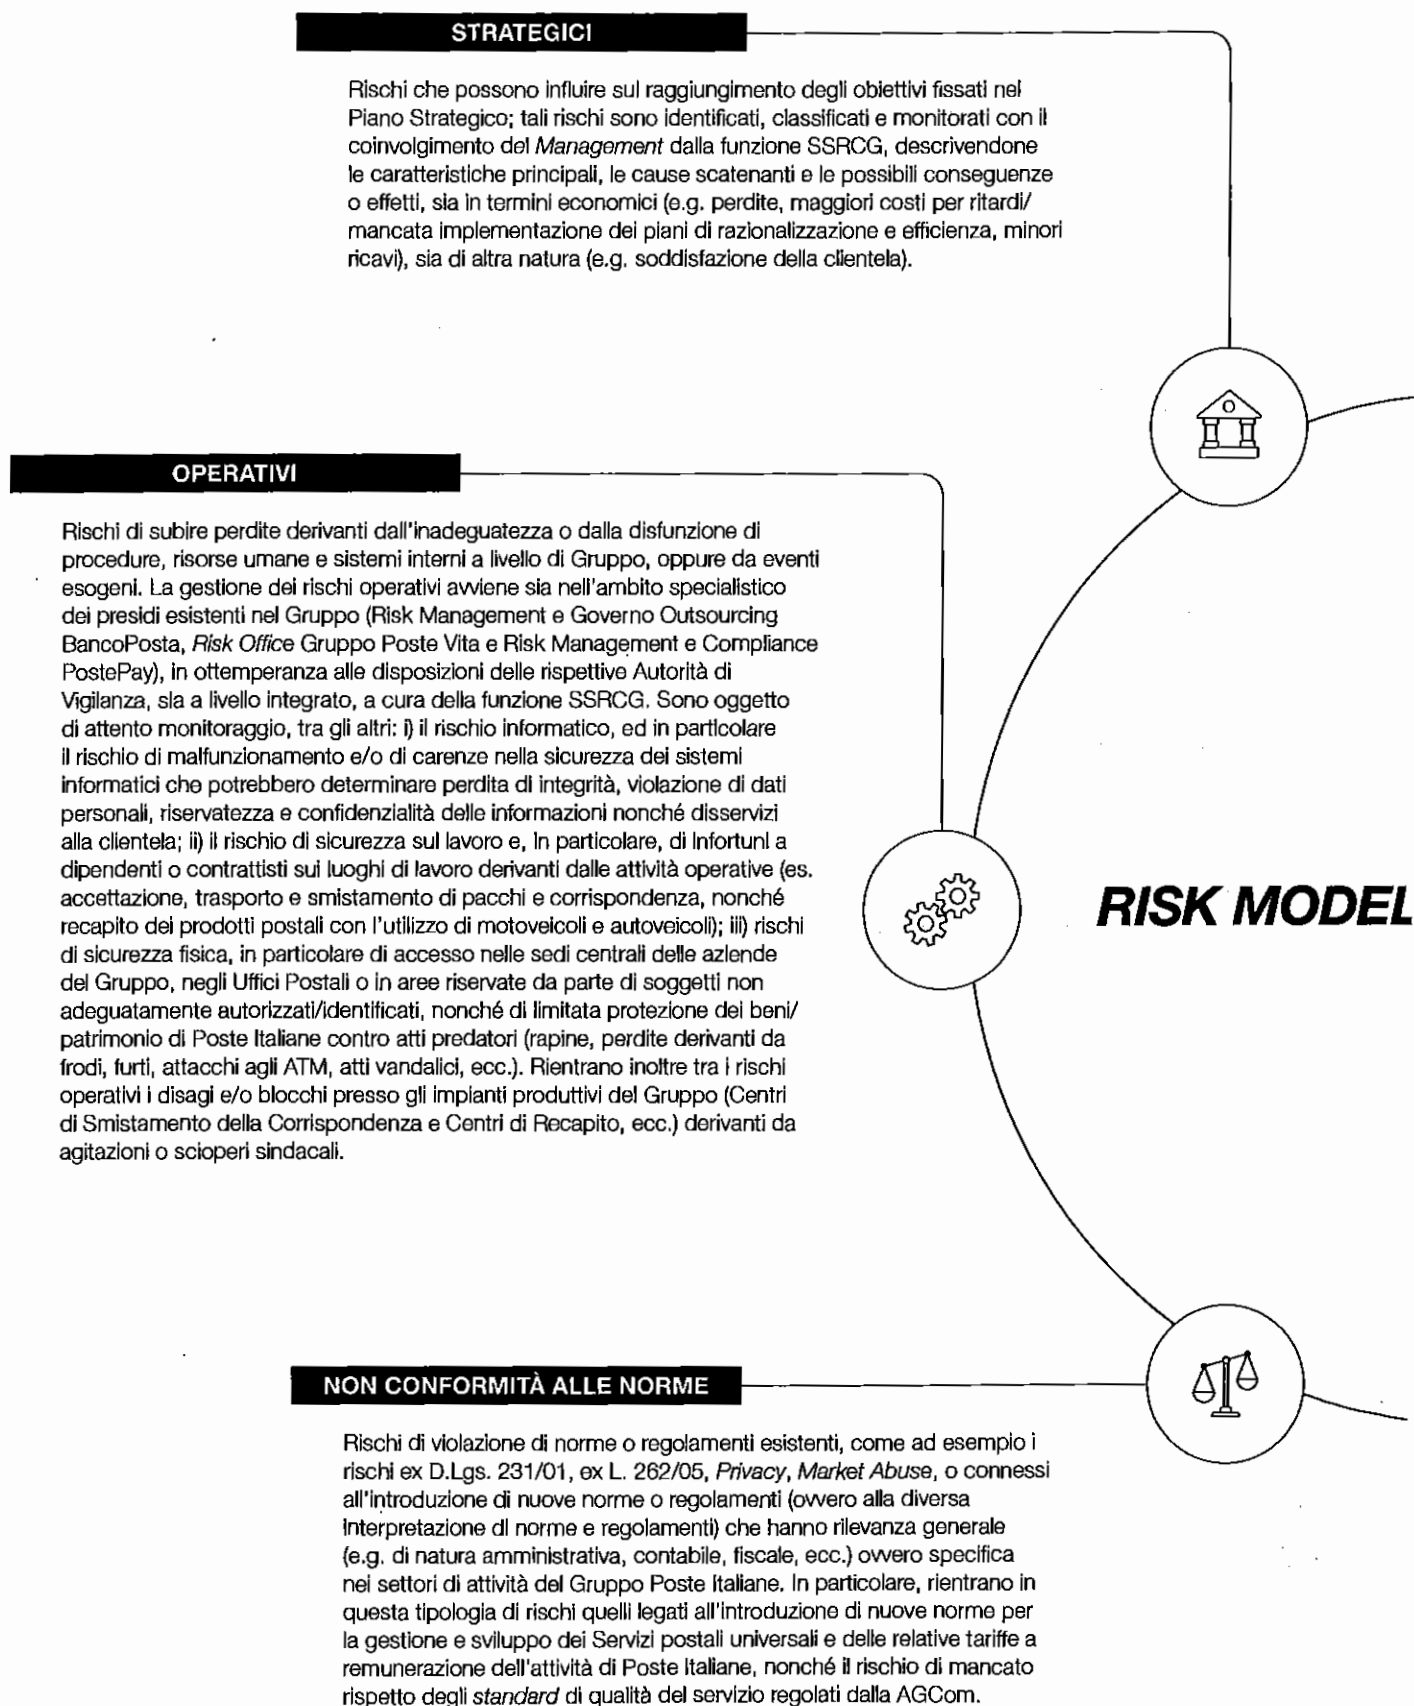 STRATEGICI
Rischi che possono influire sul raggiungimento degli obiettivi fissati nel
Piano Strategico; tali rischi sono identificati, classificati e monitorati con il
coinvolgimento del Management dalla funzione SSRCG, descrivendone
le caratteristiche principali, le cause scatenanti e le possibili conseguenze
o effetti, sia in termini economici (e.g. perdite, maggiori costi per ritardi/
mancata implementazione dei piani di razionalizzazione e efficienza, minori
ricavi), sia di altra natura (e.g. soddisfazione della clientela).
OPERATIVI
Rischi di subire perdite derivanti dall'inadeguatezza o dalla disfunzione di
procedure, risorse umane e sistemi interni a livello di Gruppo, oppure da eventi
esogeni. La gestione dei rischi operativi avviene sia nell'ambito specialistico
dei presidi esistenti nel Gruppo (Risk Management e Governo Outsourcing
BancoPosta, Risk Office Gruppo Poste Vita e Risk Management e Compliance
PostePay), in ottemperanza alle disposizioni delle rispettive Autorità di
Vigilanza, sia a livello integrato, a cura della funzione SSRCG. Sono oggetto
di attento monitoraggio, tra gli altri: i) il rischio informatico, ed in particolare
il rischio di malfunzionamento e/o di carenze nella sicurezza dei sistemi
informatici che potrebbero determinare perdita di integrità, violazione di dati
personali, riservatezza e confidenzialità delle informazioni nonché disservizi
alla clientela; ii) il rischio di sicurezza sul lavoro e, in particolare, di infortuni a
dipendenti o contrattisti sui luoghi di lavoro derivanti dalle attività operative (es.
accettazione, trasporto e smistamento di pacchi e corrispondenza, nonché
recapito dei prodotti postali con l'utilizzo di motoveicoli e autoveicoli); iii) rischi
di sicurezza fisica, in particolare di accesso nelle sedi centrali delle aziende
del Gruppo, negli Uffici Postali o in aree riservate da parte di soggetti non
adeguatamente autorizzati/identificati, nonché di limitata protezione dei beni/
patrimonio di Poste Italiane contro atti predatori (rapine, perdite derivanti da
frodi, furti, attacchi agli ATM, atti vandalici, ecc.). Rientrano inoltre tra i rischi
operativi i disagi e/o blocchi presso gli impianti produttivi del Gruppo (Centri
di Smistamento della Corrispondenza e Centri di Recapito, ecc.) derivanti da
agitazioni o scioperi sindacali.
RISK MODEL
NON CONFORMITÀ ALLE NORME
Rischi di violazione di norme o regolamenti esistenti, come ad esempio i
rischi ex D.Lgs. 231/01, ex L. 262/05, Privacy, Market Abuse, o connessi
all'introduzione di nuove norme o regolamenti (ovvero alla diversa
interpretazione di norme e regolamenti) che hanno rilevanza generale
(e.g. di natura amministrativa, contabile, fiscale, ecc.) ovvero specifica
nei settori di attività del Gruppo Poste Italiane. In particolare, rientrano in
questa tipologia di rischi quelli legati all'introduzione di nuove norme per
la gestione e sviluppo dei Servizi postali universali e delle relative tariffe a
remunerazione dell'attività di Poste Italiane, nonché il rischio di mancato
rispetto degli standard di qualità del servizio regolati dalla AGCom.